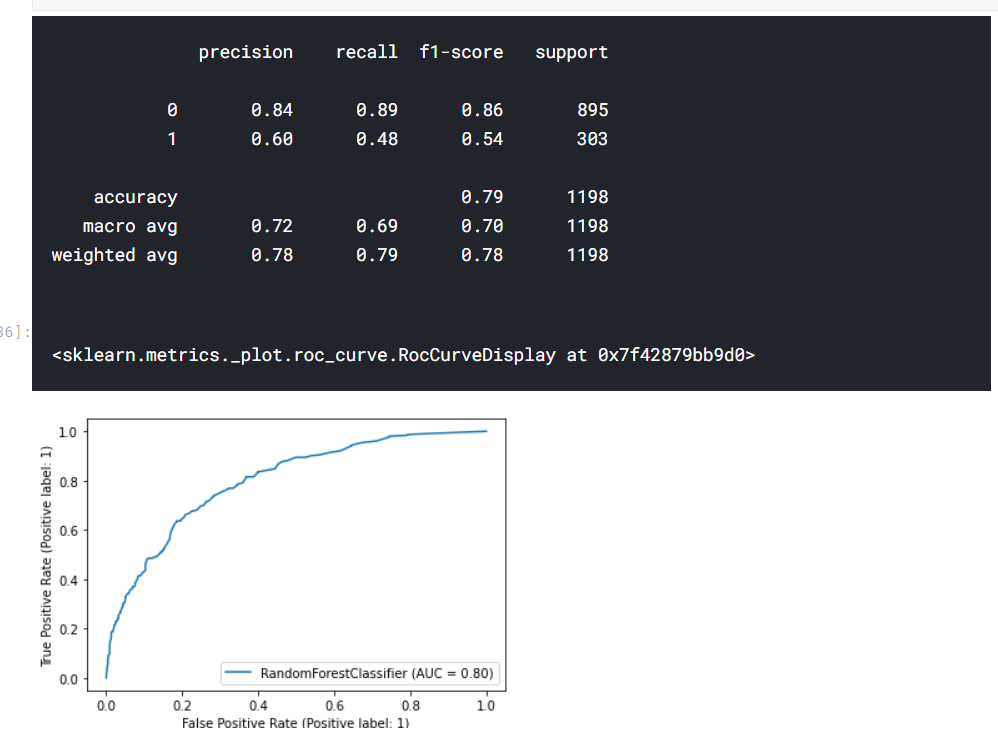 precision recall f1-score support
0 0.84 0.89 0.86 895
1 0.60 0.48 0.54 303
accuracy 0.79 1198
macro avg 0.72 0.69 0.70 1198
weighted avg 0.78 0.79 0.78 1198
36]:
<sklearn.metrics._plot.roc_curve.RocCurveDisplay at 0x7f42879bb9d0>
True Positive Rate (Positive label: 1)
1.0
0.8
0.6
0.4
0.2
0.0
RandomForestClassifier (AUC = 0.80)
0.0 0.2 0.4 0.6 0.8 1.0
False Positive Rate (Positive label: 1)